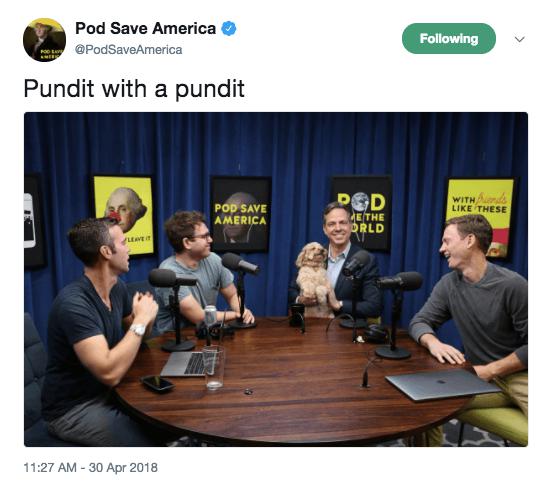 Pod Save America
@PodSaveAmerica
Following
Pundit with a pundit
LEAVE IT
POD SAVE
AMERICA
POD
THE
WORLD
WITH friends
LIKE THESE
11:27 AM - 30 Apr 2018